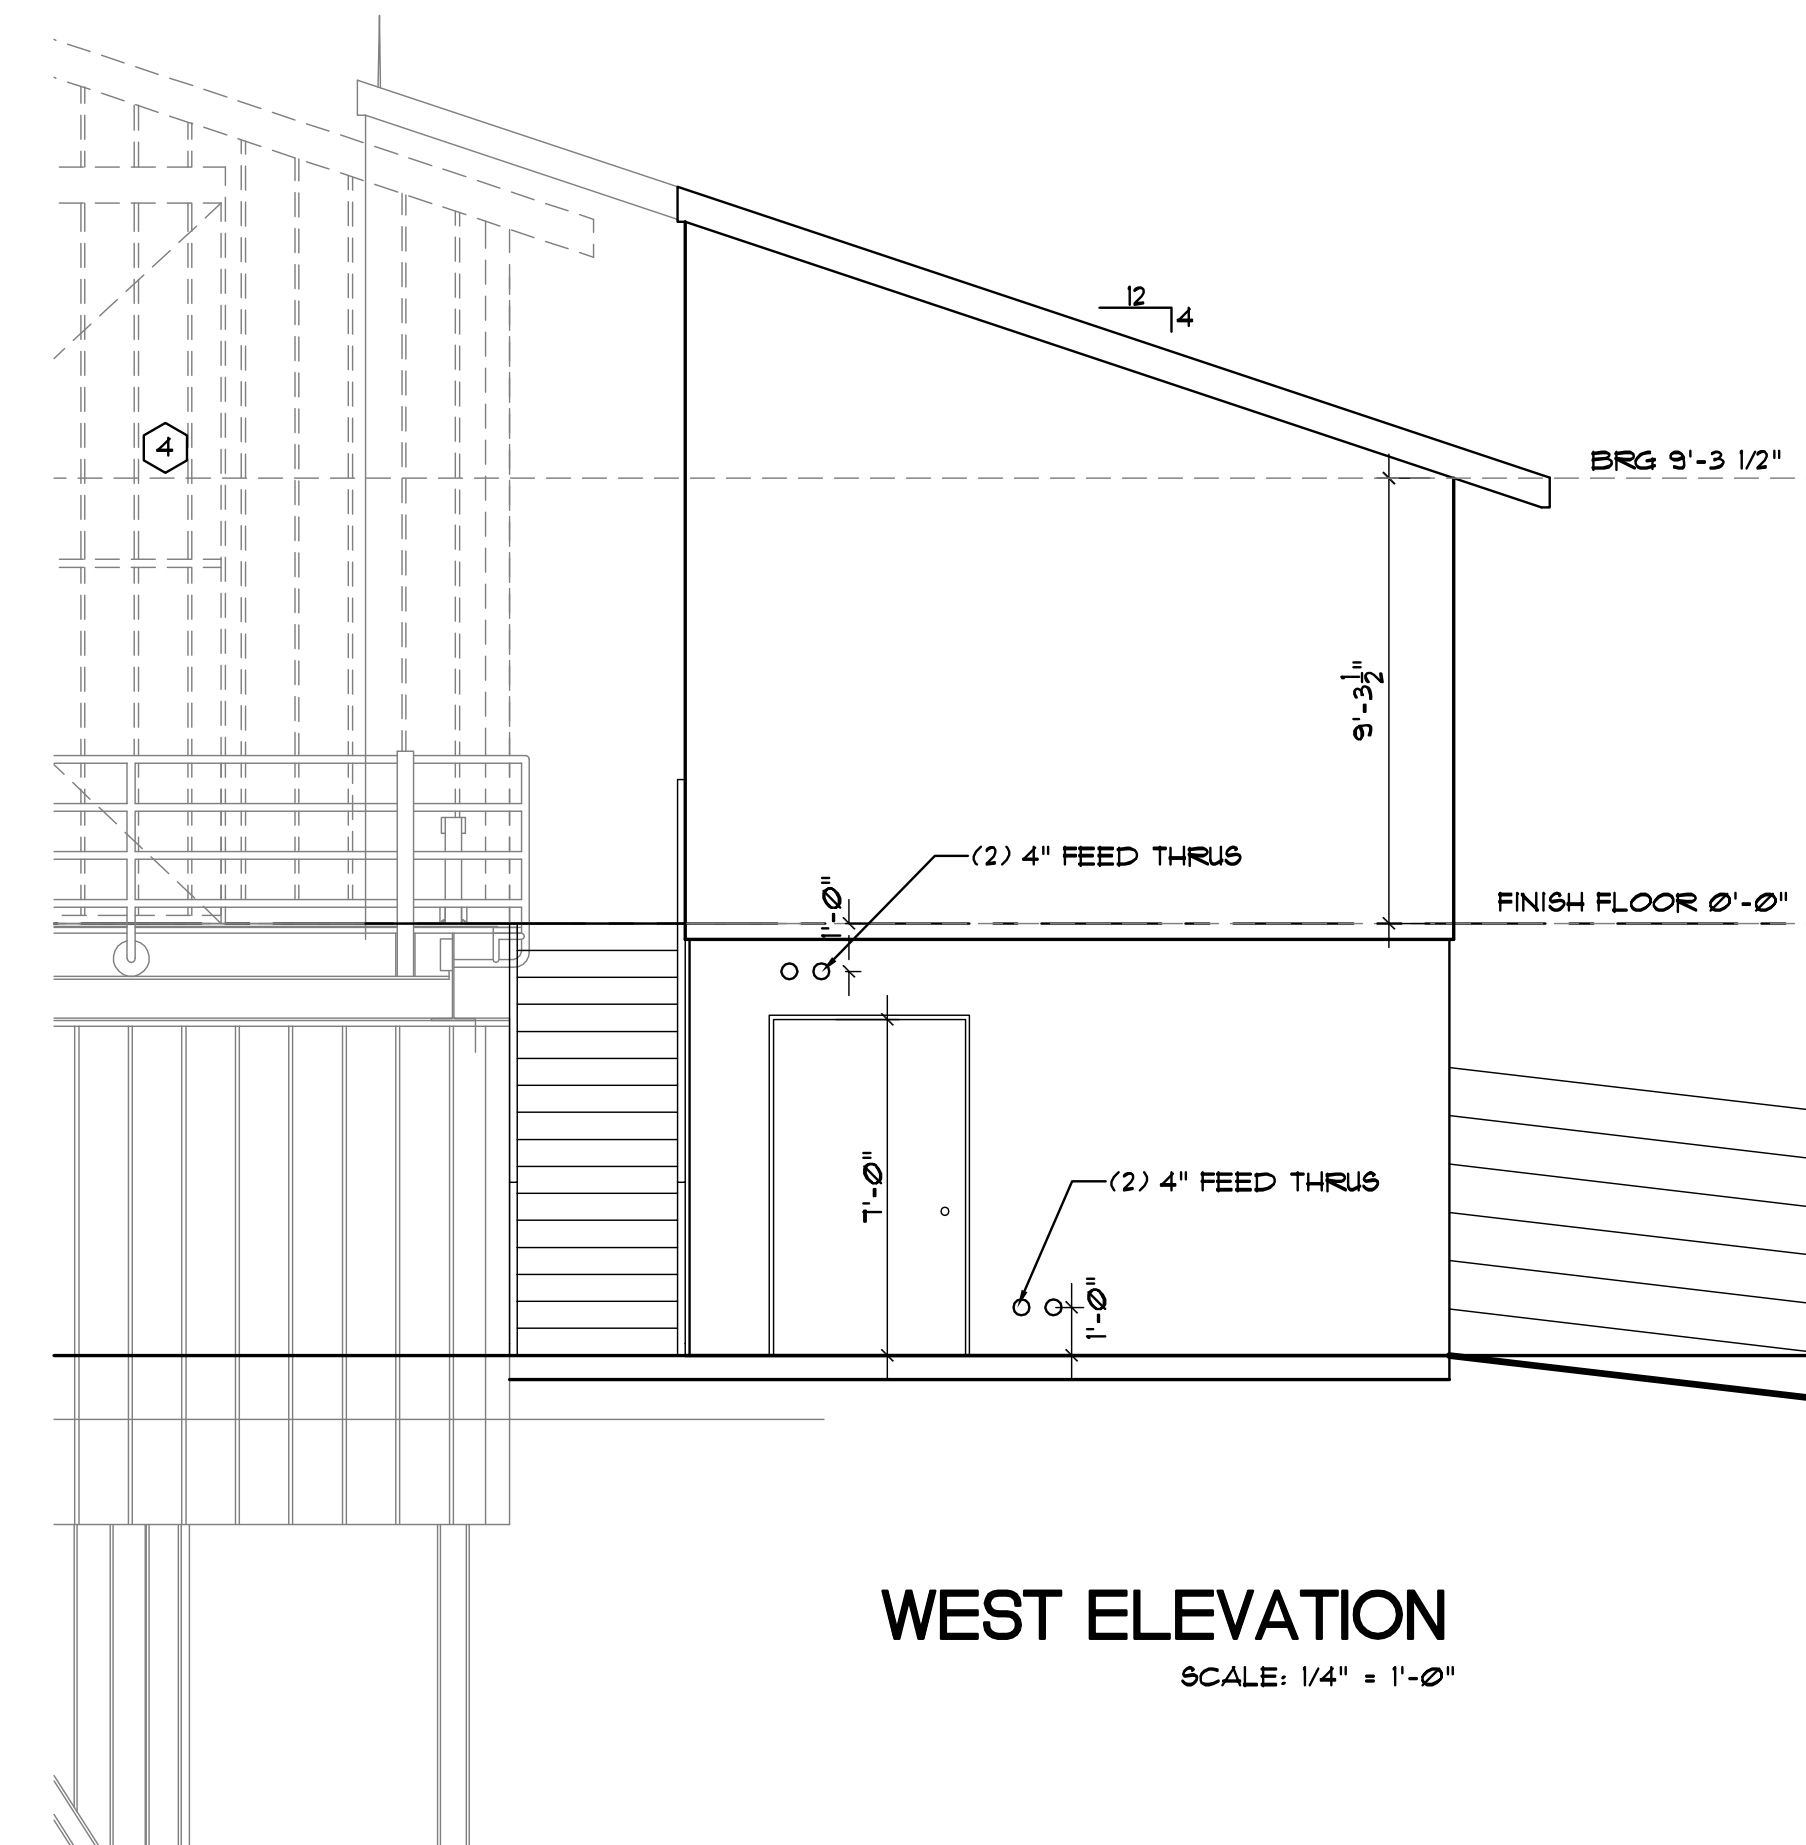 12
4
4
BRG 9'-3 1/2"
9'-3 1/2"
(2) 4" FEED THRUS
1'-0"
FINISH FLOOR 0'-0"
7'-0"
(2) 4" FEED THRUS
1'-0"
WEST ELEVATION
SCALE: 1/4" = 1'-0"